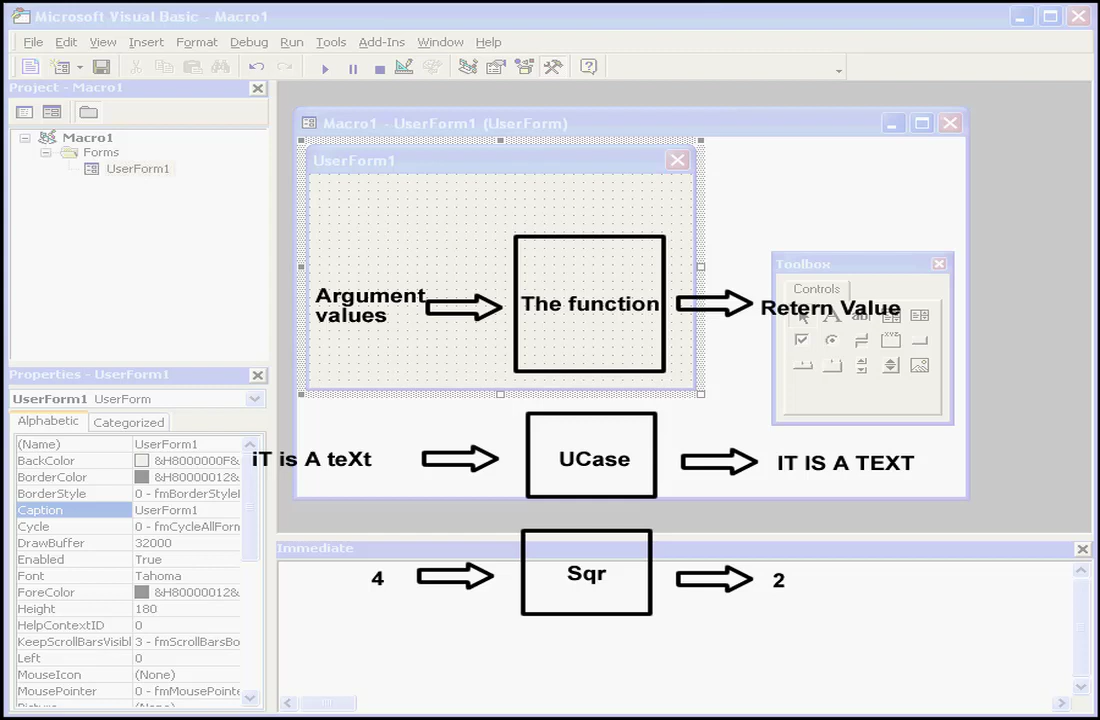 Microsoft Visual Basic - Macro1
File Edit View Insert Format Debug Run Tools Add-Ins Window Help
Project - Macro1
Macro1
Forms
UserForm1
Macro1 - UserForm1 (UserForm)
UserForm1
Argument
values
The function
Retern Value
Toolbox
Controls
iT is A teXt
UCase
IT IS A TEXT
4
Sqr
2
Properties - UserForm1
UserForm1 UserForm
Alphabetic Categorized
(Name) UserForm1
BackColor &H8000000F&
BorderColor &H80000012&
BorderStyle 0 - fmBorderStyle
Caption UserForm1
Cycle 0 - fmCycleAllForm
DrawBuffer 32000
Enabled True
Font Tahoma
ForeColor &H80000012&
Height 180
HelpContextID 0
KeepScrollBarsVisibl 3 - fmScrollBarsBo
Left 0
MouseIcon (None)
MousePointer 0 - fmMousePointe
Immediate